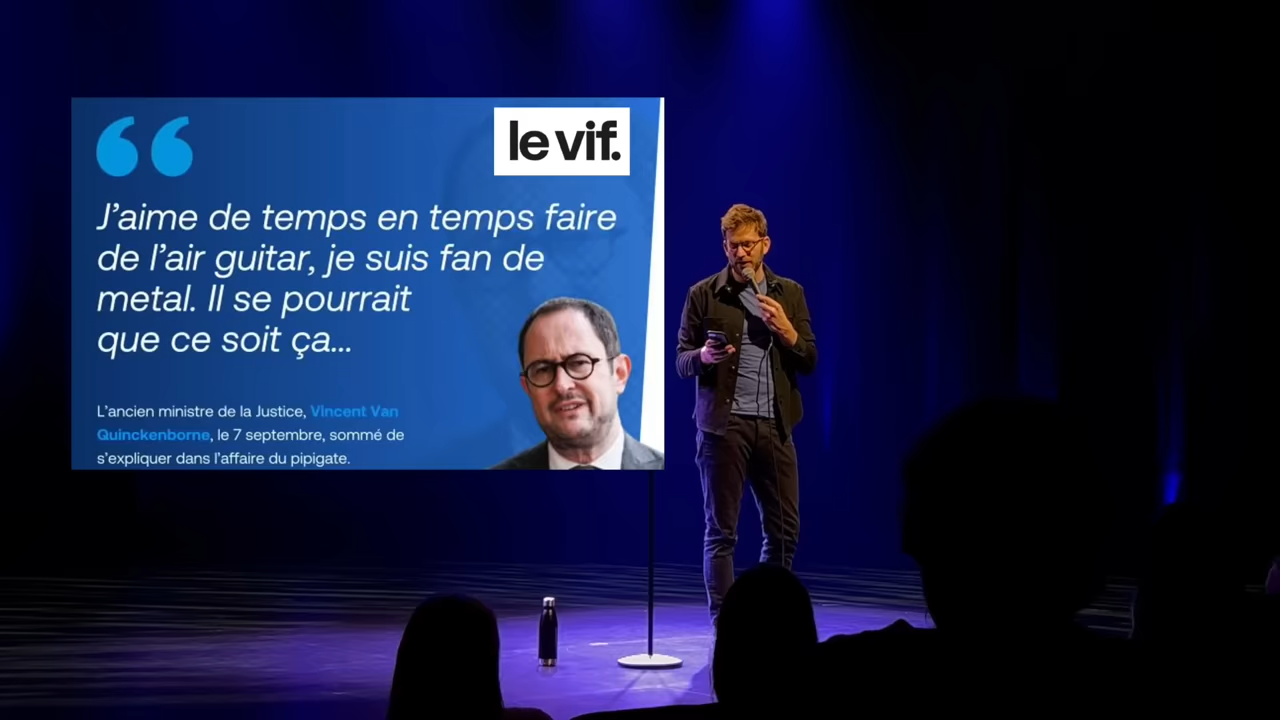 le vif.
J'aime de temps en temps faire
de l'air guitar, je suis fan de
metal. Il se pourrait
que ce soit ça...
L'ancien ministre de la Justice, Vincent Van
Quinckenborne, le 7 septembre, sommé de
s'expliquer dans l'affaire du pipigate.